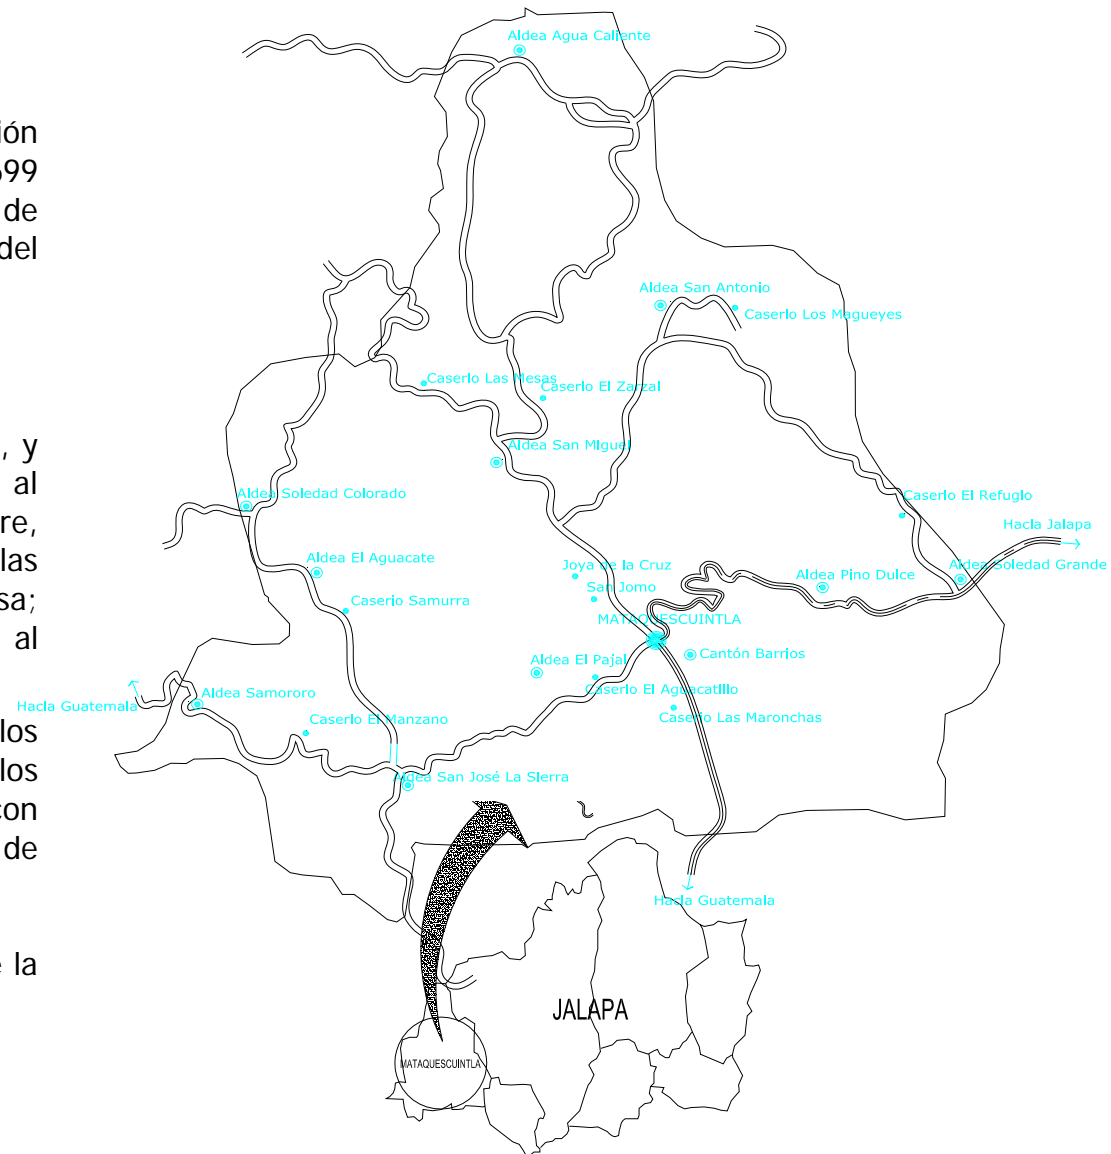 ión
699
de
del
, y
al
re,
las
sa;
al
los
los
con
de
e la
Aldea Agua Caliente
Aldea San Antonio
Caserio Los Magueyes
Caserio Las Mesas
Caserio El Zarzal
Aldea San Miguel
Aldea Soledad Colorado
Caserio El Refugio
Hacia Jalapa
Aldea El Aguacate
Joya de la Cruz
Aldea Soledad Grande
Aldea Pino Dulce
San Jomo
Caserio Samurra
MATAQUESCUINTLA
Cantón Barrios
Aldea El Pajal
Caserio El Aguacatillo
Aldea Samororo
Hacia Guatemala
Caserio El Manzano
Caserio Las Maronchas
Aldea San José La Sierra
Hacia Guatemala
JALAPA
MATAQUESCUINTLA